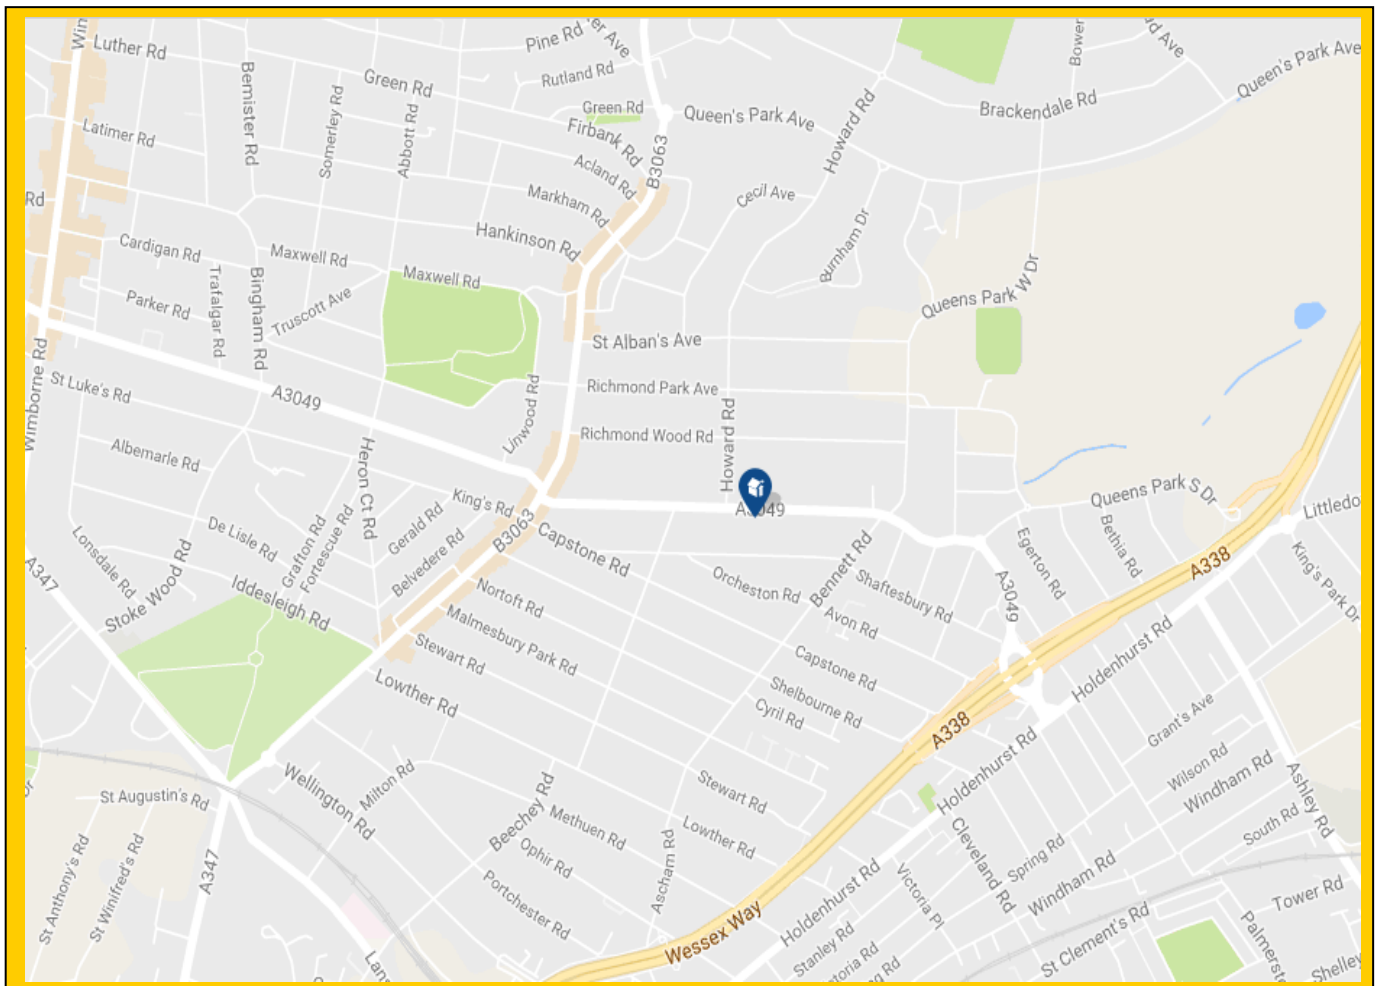 Luther Rd
Pine Rd
Queen's Park Ave
Green Rd
Rutland Rd
Bemister Rd
Somerley Rd
Abbott Rd
Green Rd
Queen's Park Ave
Howard Rd
Brackendale Rd
Latimer Rd
Firbank Rd
B3063
Acland Rd
Markham Rd
Cecil Ave
Rd
Hankinson Rd
Burnham Dr
Cardigan Rd
Maxwell Rd
Maxwell Rd
Trafalgar Rd
Bingham Rd
Truscott Ave
Parker Rd
Queens Park W Dr
St Alban's Ave
Wimborne Rd
St Luke's Rd
A3049
Richmond Park Ave
Linwood Rd
Howard Rd
Richmond Wood Rd
Albemarle Rd
Heron Ct Rd
King's Rd
A3049
Queens Park S Dr
Littledo
De Lisle Rd
Grafton Rd
Fortescue Rd
Gerald Rd
Belvedere Rd
B3063
Capstone Rd
Bennett Rd
Egerton Rd
Bethia Rd
A338
King's Park Dr
Lonsdale Rd
Stoke Wood Rd
A347
Iddesleigh Rd
Nortoft Rd
Orcheston Rd
Shaftesbury Rd
A3049
Malmesbury Park Rd
Avon Rd
Stewart Rd
Capstone Rd
Holdenhurst Rd
Lowther Rd
Shelbourne Rd
Cyril Rd
A338
Grant's Ave
Holdenhurst Rd
Wilson Rd
Windham Rd
Ashley Rd
Wellington Rd
Milton Rd
Stewart Rd
St Augustin's Rd
Beechey Rd
Methuen Rd
Lowther Rd
South Rd
Cleveland Rd
Spring Rd
St Anthony's Rd
St Winifred's Rd
A347
Ophir Rd
Ascham Rd
Holdenhurst Rd
Victoria Pl
Windham Rd
Tower Rd
Portchester Rd
Wessex Way
Stanley Rd
St Clement's Rd
Palmerst
Shelley
Lans